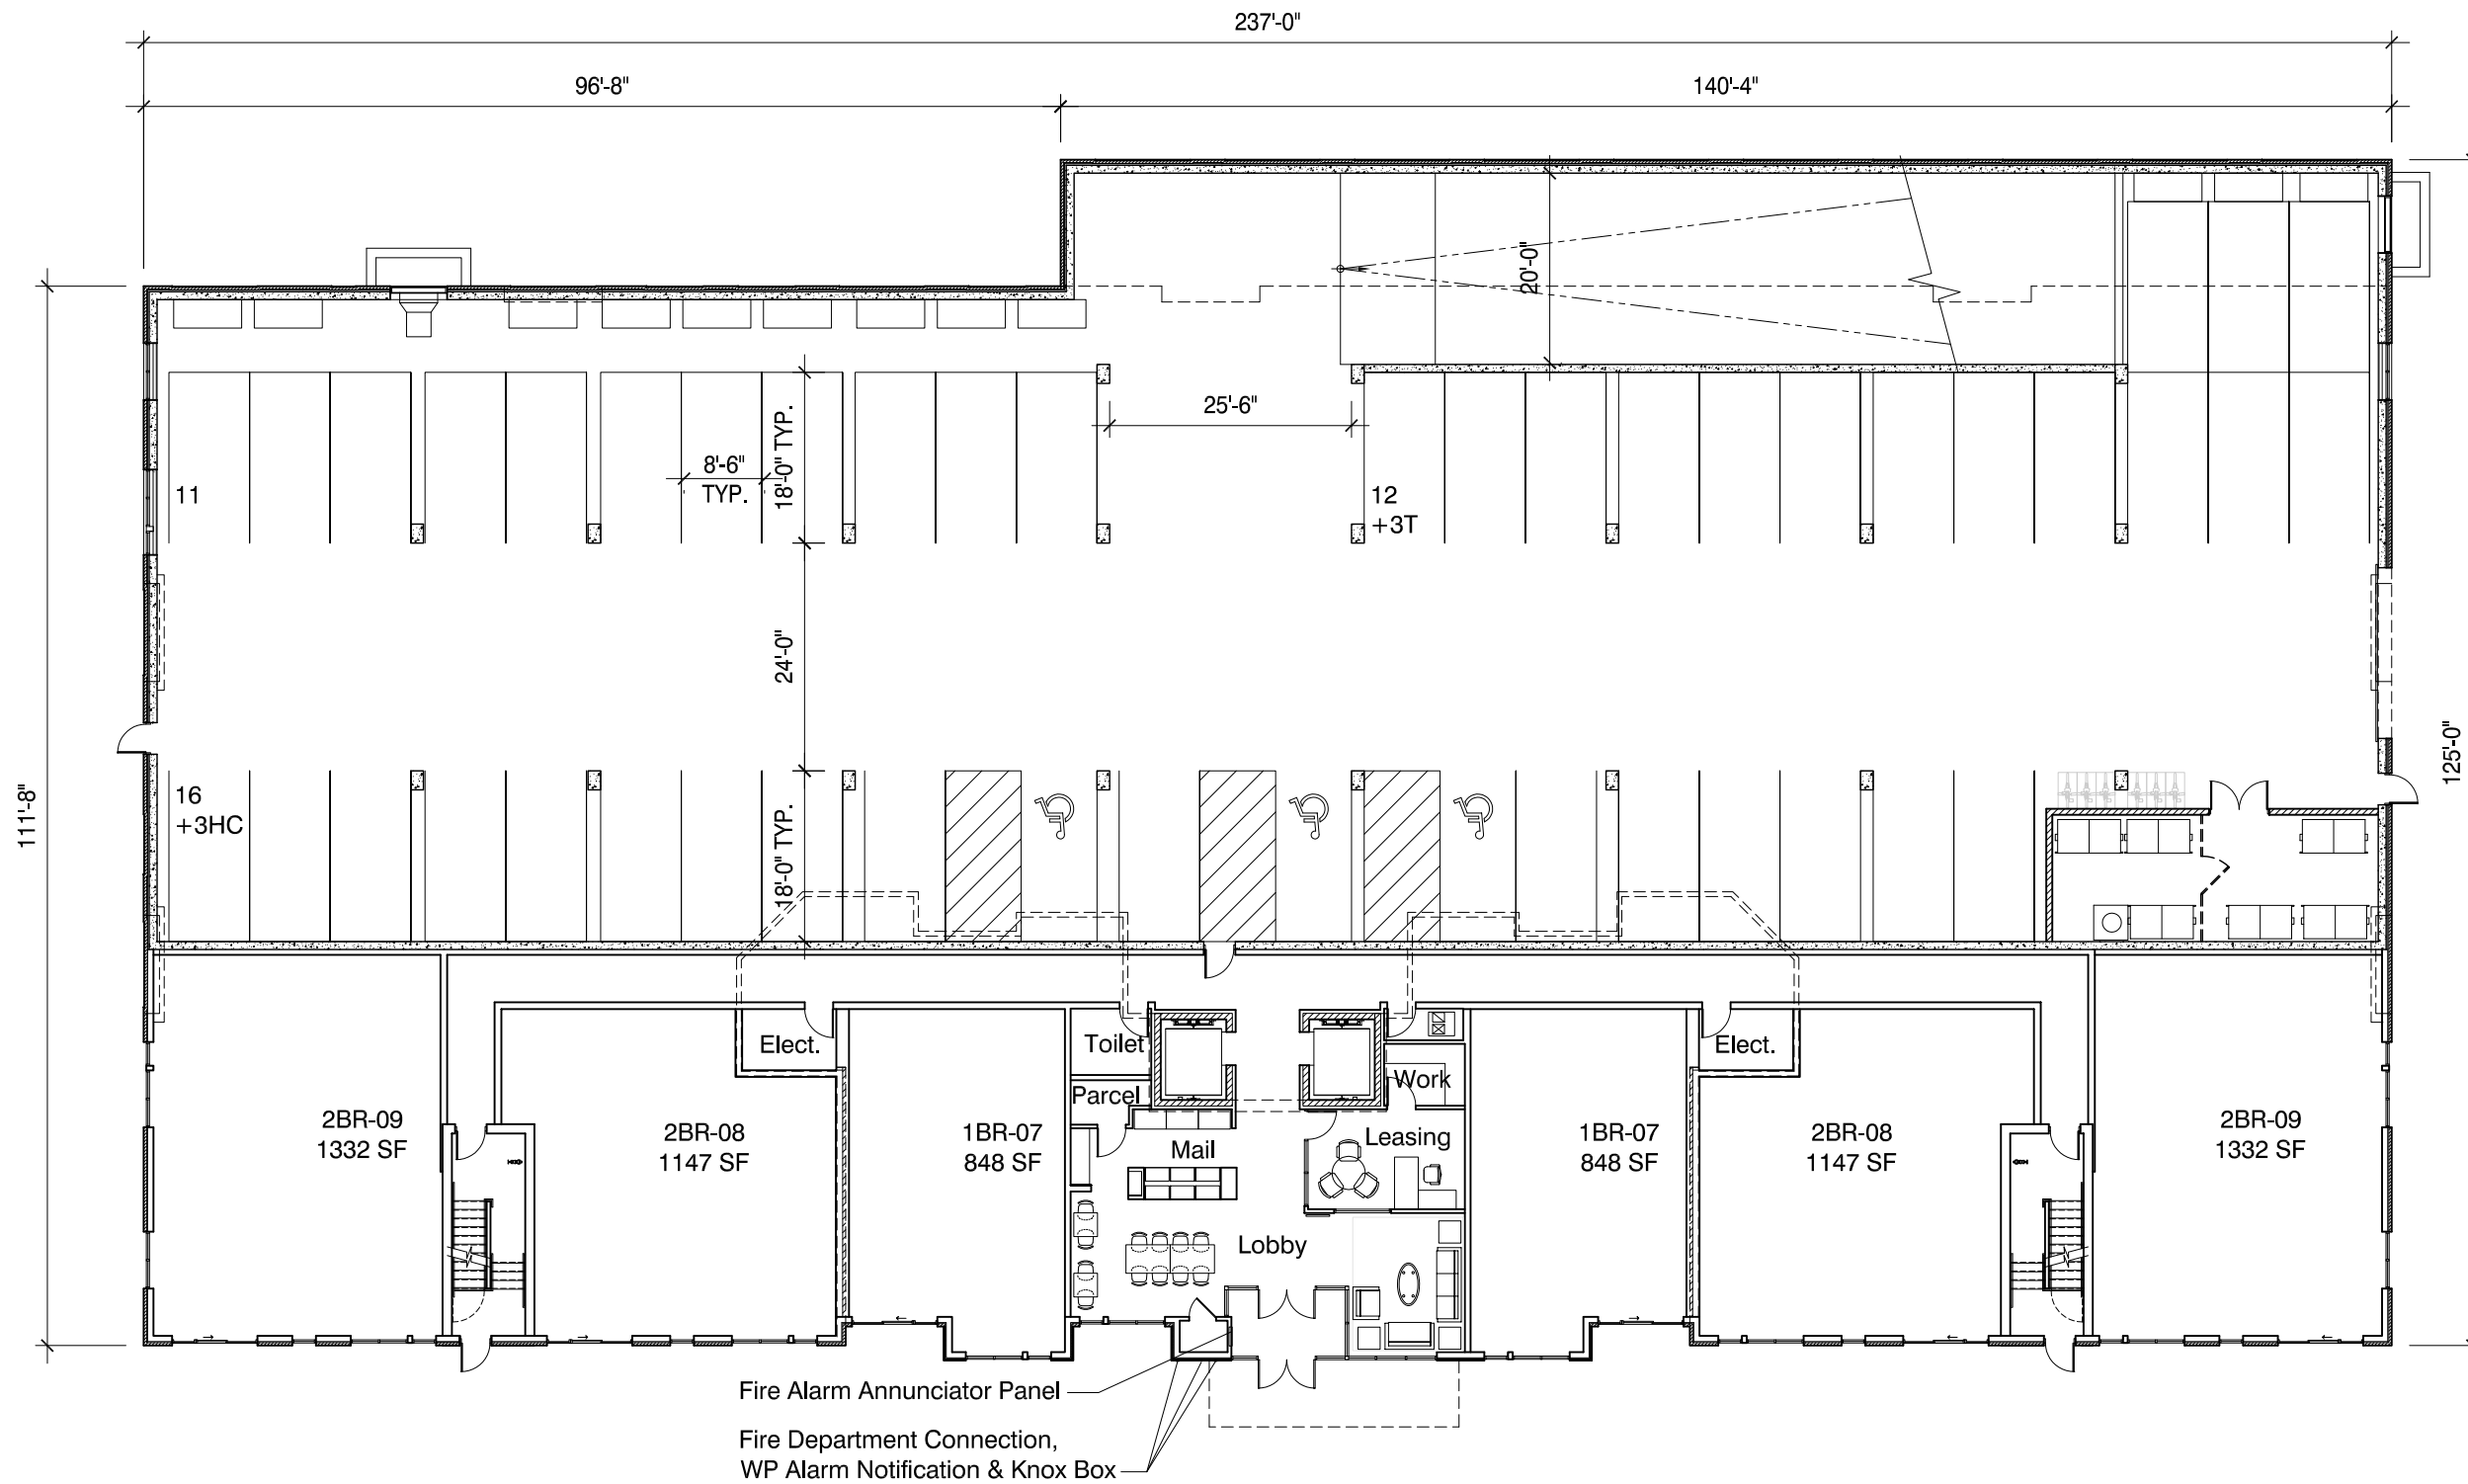 237'-0"
96'-8"
140'-4"
20'-0"
25'-6"
18'-0" TYP.
8'-6"
TYP.
11
12
+3T
24'-0"
125'-0"
111'-8"
16
+3HC
18'-0" TYP.
Elect.
Toilet
Elect.
Work
Parcel
2BR-09
1332 SF
2BR-08
1147 SF
1BR-07
848 SF
Mail
Leasing
1BR-07
848 SF
2BR-08
1147 SF
2BR-09
1332 SF
Lobby
Fire Alarm Annunciator Panel
Fire Department Connection,
WP Alarm Notification & Knox Box